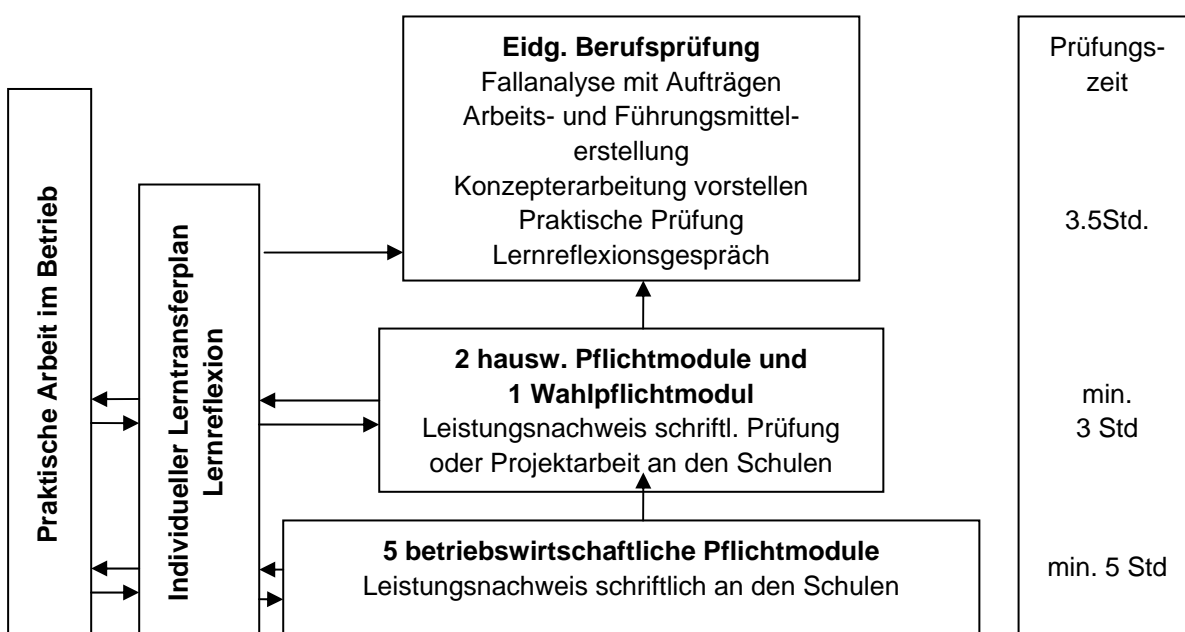 Eidg. Berufsprüfung
Fallanalyse mit Aufträgen
Arbeits- und Führungsmittel-
erstellung
Konzepterarbeitung vorstellen
Praktische Prüfung
Lernreflexionsgespräch
Prüfungs-
zeit
3.5Std.
Praktische Arbeit im Betrieb
Individueller Lerntransferplan
Lernreflexion
2 hausw. Pflichtmodule und
1 Wahlpflichtmodul
Leistungsnachweis schriftl. Prüfung
oder Projektarbeit an den Schulen
min.
3 Std
5 betriebswirtschaftliche Pflichtmodule
Leistungsnachweis schriftlich an den Schulen
min. 5 Std